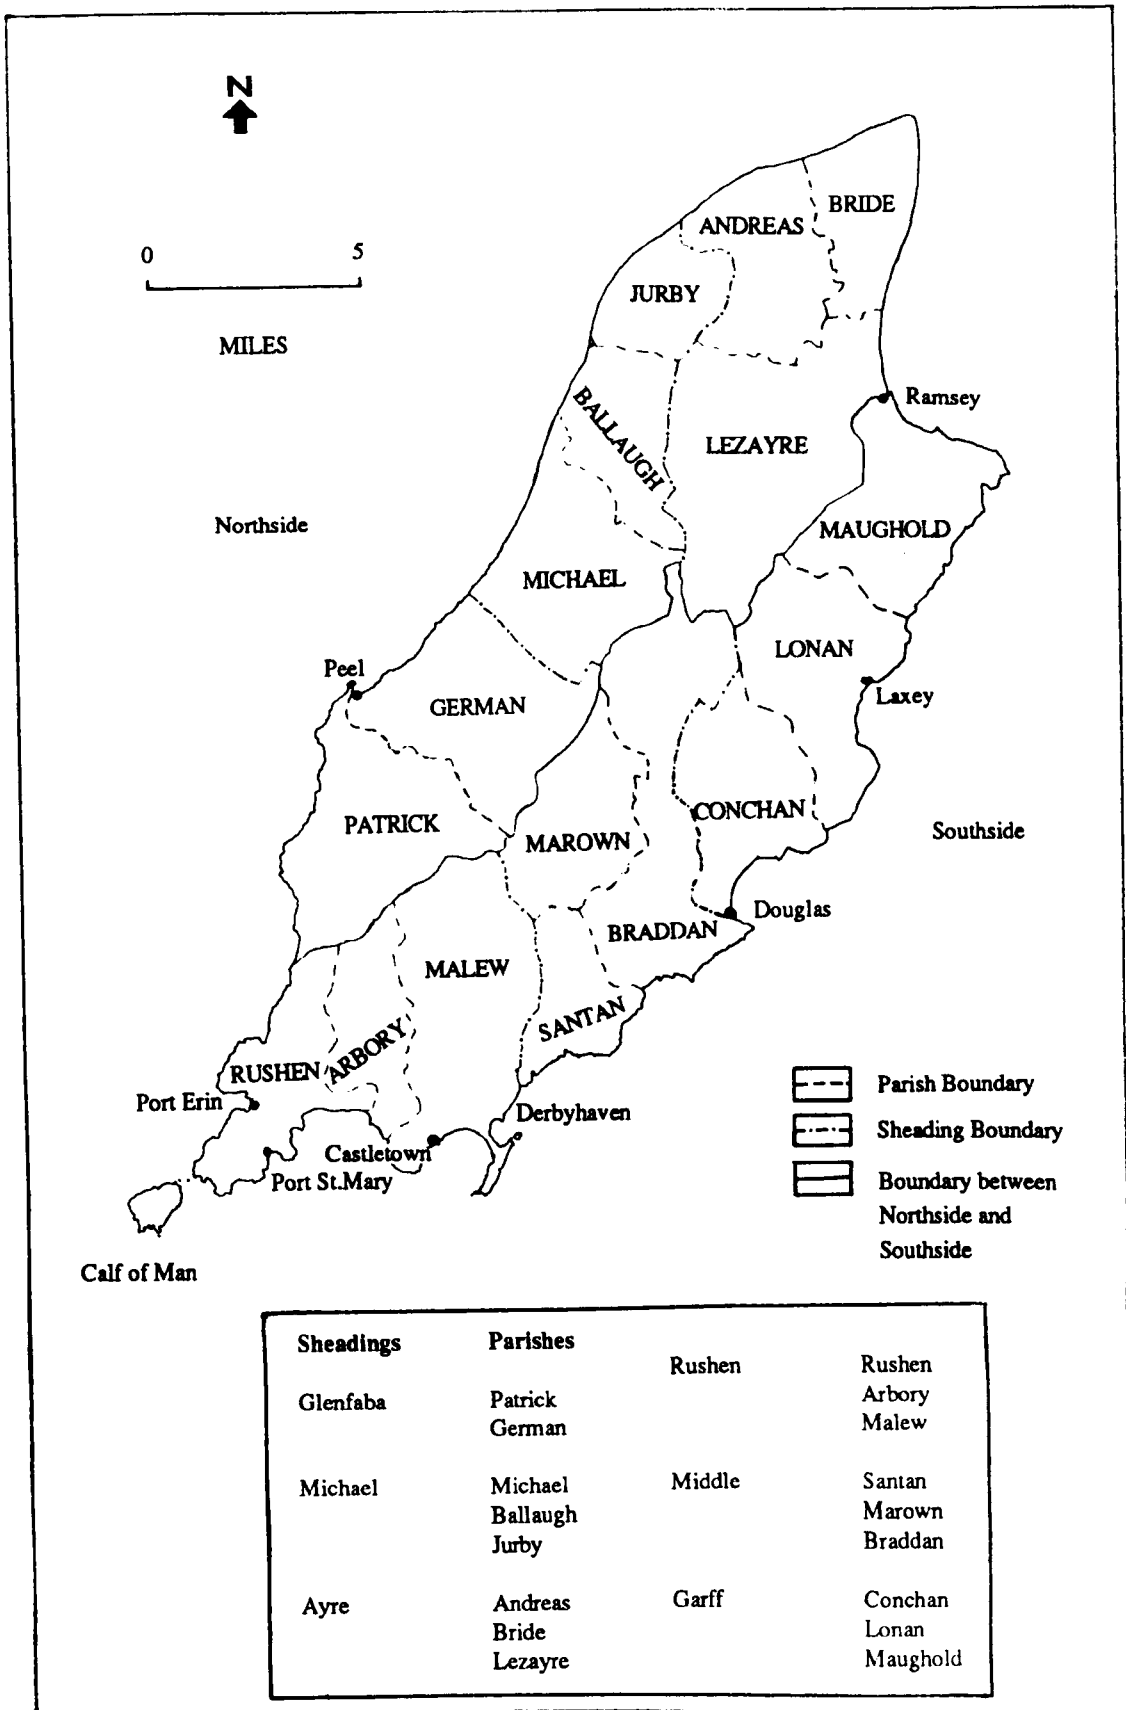 N
0 5
MILES
BRIDE
ANDREAS
JURBY
Ramsey
BALLAUGH
LEZAYRE
Northside
MAUGHOLD
MICHAEL
LONAN
Peel
Laxey
GERMAN
CONCHAN
PATRICK
MAROWN
Southside
Douglas
BRADDAN
MALEW
SANTAN
ARBORY
RUSHEN
Port Erin
Derbyhaven
Castletown
Port St.Mary
Calf of Man
Parish Boundary
Sheading Boundary
Boundary between
Northside and
Southside
Sheadings Parishes
Glenfaba Patrick
German
Michael Michael
Ballaugh
Jurby
Ayre Andreas
Bride
Lezayre
Rushen Rushen
Arbory
Malew
Middle Santan
Marown
Braddan
Garff Conchan
Lonan
Maughold